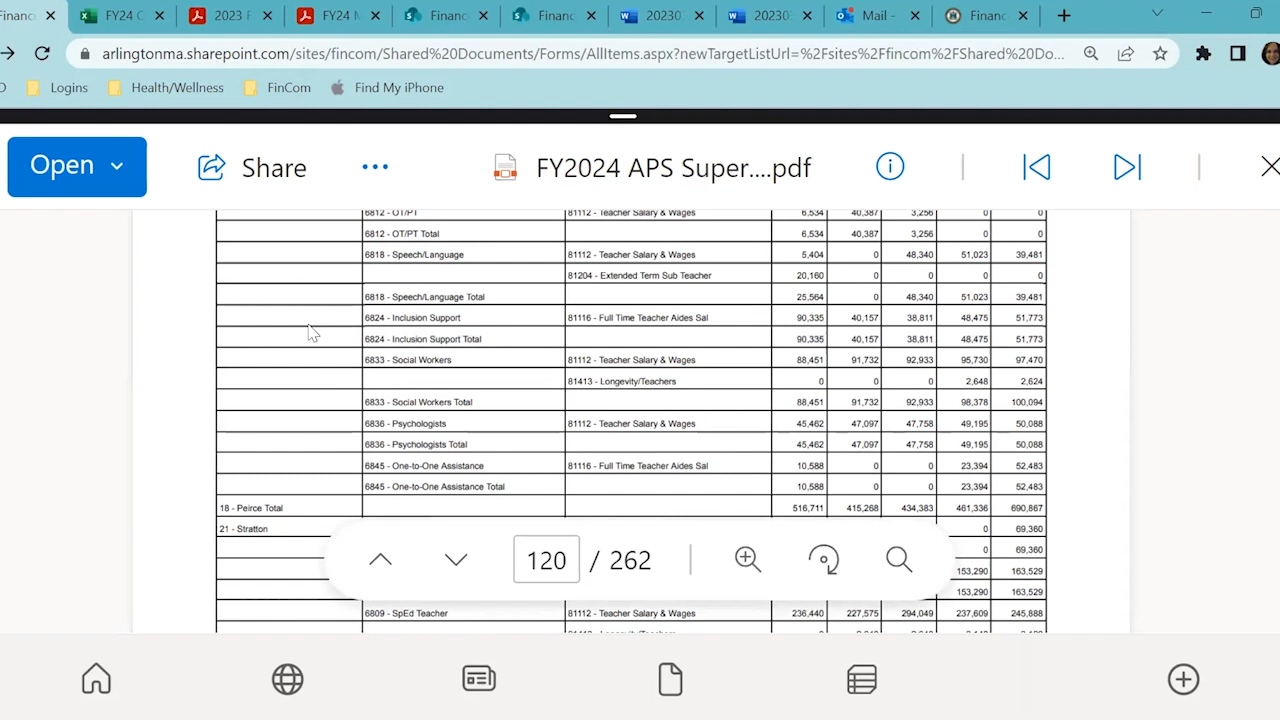 Financ
FY24 C
2023 F
FY24 M
Financ
Financ
20230
20230
Mail -
Financ
arlingtonma.sharepoint.com/sites/fincom/Shared%20Documents/Forms/AllItems.aspx?newTargetListUrl=%2Fsites%2Ffincom%2FShared%20Do...
Logins Health/Wellness FinCom Find My iPhone
Open Share ... FY2024 APS Super....pdf
6812 - OT/PT 81112 - Teacher Salary & Wages 6,534 40,387 3,256 0 0
6812 - OT/PT Total 6,534 40,387 3,256 0 0
6818 - Speech/Language 81112 - Teacher Salary & Wages 5,404 0 48,340 51,023 39,481
81204 - Extended Term Sub Teacher 20,160 0 0 0 0
6818 - Speech/Language Total 25,564 0 48,340 51,023 39,481
6824 - Inclusion Support 81116 - Full Time Teacher Aides Sal 90,335 40,157 38,811 48,475 51,773
6824 - Inclusion Support Total 90,335 40,157 38,811 48,475 51,773
6833 - Social Workers 81112 - Teacher Salary & Wages 88,451 91,732 92,933 95,730 97,470
81413 - Longevity/Teachers 0 0 0 2,648 2,624
6833 - Social Workers Total 88,451 91,732 92,933 98,378 100,094
6836 - Psychologists 81112 - Teacher Salary & Wages 45,462 47,097 47,758 49,195 50,088
6836 - Psychologists Total 45,462 47,097 47,758 49,195 50,088
6845 - One-to-One Assistance 81116 - Full Time Teacher Aides Sal 10,588 0 0 23,394 52,483
6845 - One-to-One Assistance Total 10,588 0 0 23,394 52,483
18 - Peirce Total 516,711 415,268 434,383 461,336 690,867
21 - Stratton 0 69,360
0 69,360
153,290 163,529
153,290 163,529
120 / 262
6809 - SpEd Teacher 81112 - Teacher Salary & Wages 236,440 227,575 294,049 237,609 245,888